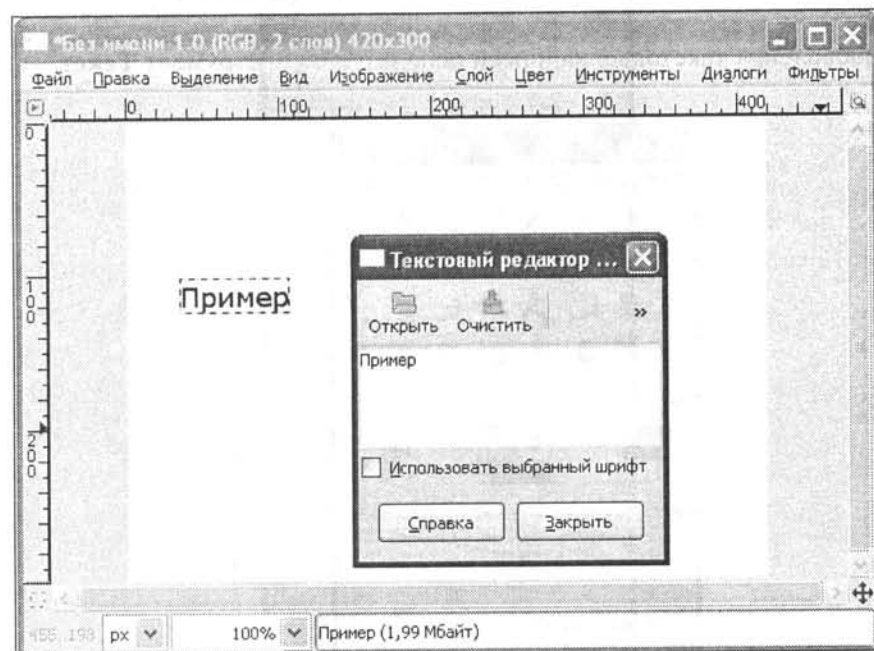 *Без имени-1.0 (RGB, 2 слоя) 420x300
Файл Правка Выделение Вид Изображение Слой Цвет Инструменты Диалоги Фильтры
0 100 200 300 400
0
100
200
Пример
Текстовый редактор ...
Открыть Очистить »
Пример
Использовать выбранный шрифт
Справка Закрыть
455, 193 px 100% Пример (1,99 Мбайт)